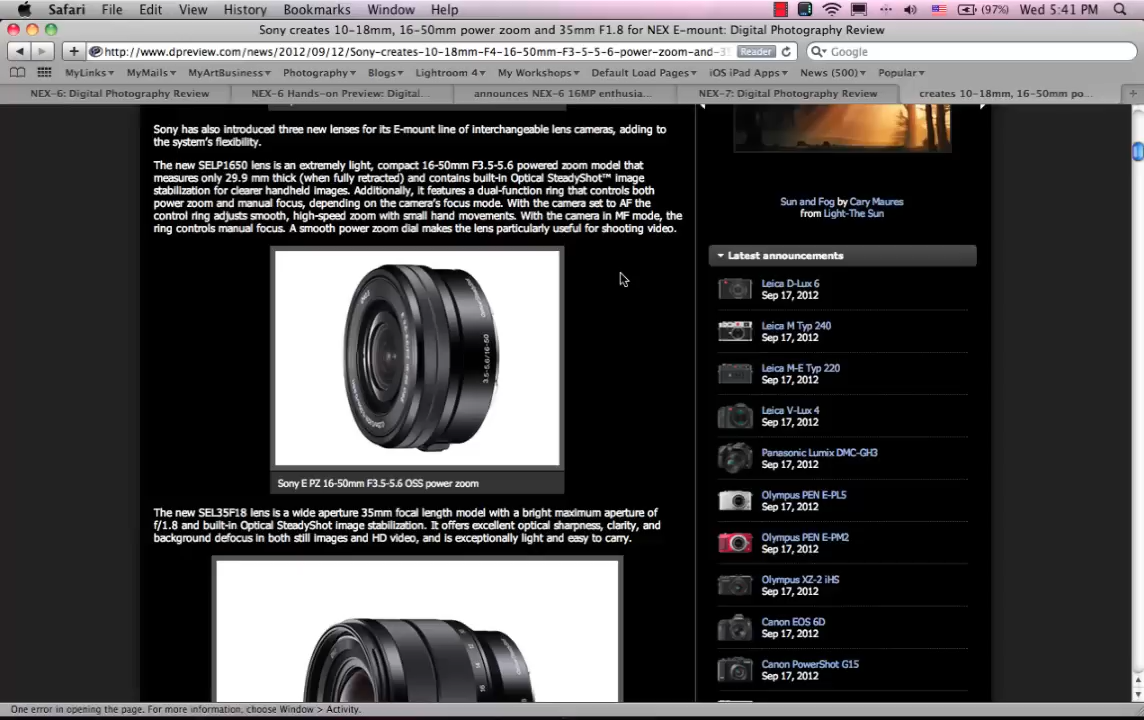 Safari File Edit View History Bookmarks Window Help (97%) Wed 5:41 PM
Sony creates 10-18mm, 16-50mm power zoom and 35mm F1.8 for NEX E-mount: Digital Photography Review
http://www.dpreview.com/news/2012/09/12/Sony-creates-10-18mm-F4-16-50mm-F3-5-5-6-power-zoom-and- Reader Google
MyLinks MyMails MyArtBusiness Photography Blogs Lightroom 4 My Workshops Default Load Pages iOS iPad Apps News (500) Popular
NEX-6: Digital Photography Review NEX-6 Hands-on Preview: Digital... announces NEX-6 16MP enthusia... NEX-7: Digital Photography Review creates 10-18mm, 16-50mm po...
Sony has also introduced three new lenses for its E-mount line of interchangeable lens cameras, adding to
the system's flexibility.
The new SELP1650 lens is an extremely light, compact 16-50mm F3.5-5.6 powered zoom model that
measures only 29.9 mm thick (when fully retracted) and contains built-in Optical SteadyShot™ image
stabilization for clearer handheld images. Additionally, it features a dual-function ring that controls both
power zoom and manual focus, depending on the camera's focus mode. With the camera set to AF the
control ring adjusts smooth, high-speed zoom with small hand movements. With the camera in MF mode, the
ring controls manual focus. A smooth power zoom dial makes the lens particularly useful for shooting video.
3.5-5.6/16-50
Sony E PZ 16-50mm F3.5-5.6 OSS power zoom
The new SEL35F18 lens is a wide aperture 35mm focal length model with a bright maximum aperture of
f/1.8 and built-in Optical SteadyShot image stabilization. It offers excellent optical sharpness, clarity, and
background defocus in both still images and HD video, and is exceptionally light and easy to carry.
Sun and Fog by Cary Maures
from Light-The Sun
Latest announcements
Leica D-Lux 6
Sep 17, 2012
Leica M Typ 240
Sep 17, 2012
Leica M-E Typ 220
Sep 17, 2012
Leica V-Lux 4
Sep 17, 2012
Panasonic Lumix DMC-GH3
Sep 17, 2012
Olympus PEN E-PL5
Sep 17, 2012
Olympus PEN E-PM2
Sep 17, 2012
Olympus XZ-2 iHS
Sep 17, 2012
Canon EOS 6D
Sep 17, 2012
Canon PowerShot G15
Sep 17, 2012
One error in opening the page. For more information, choose Window > Activity.